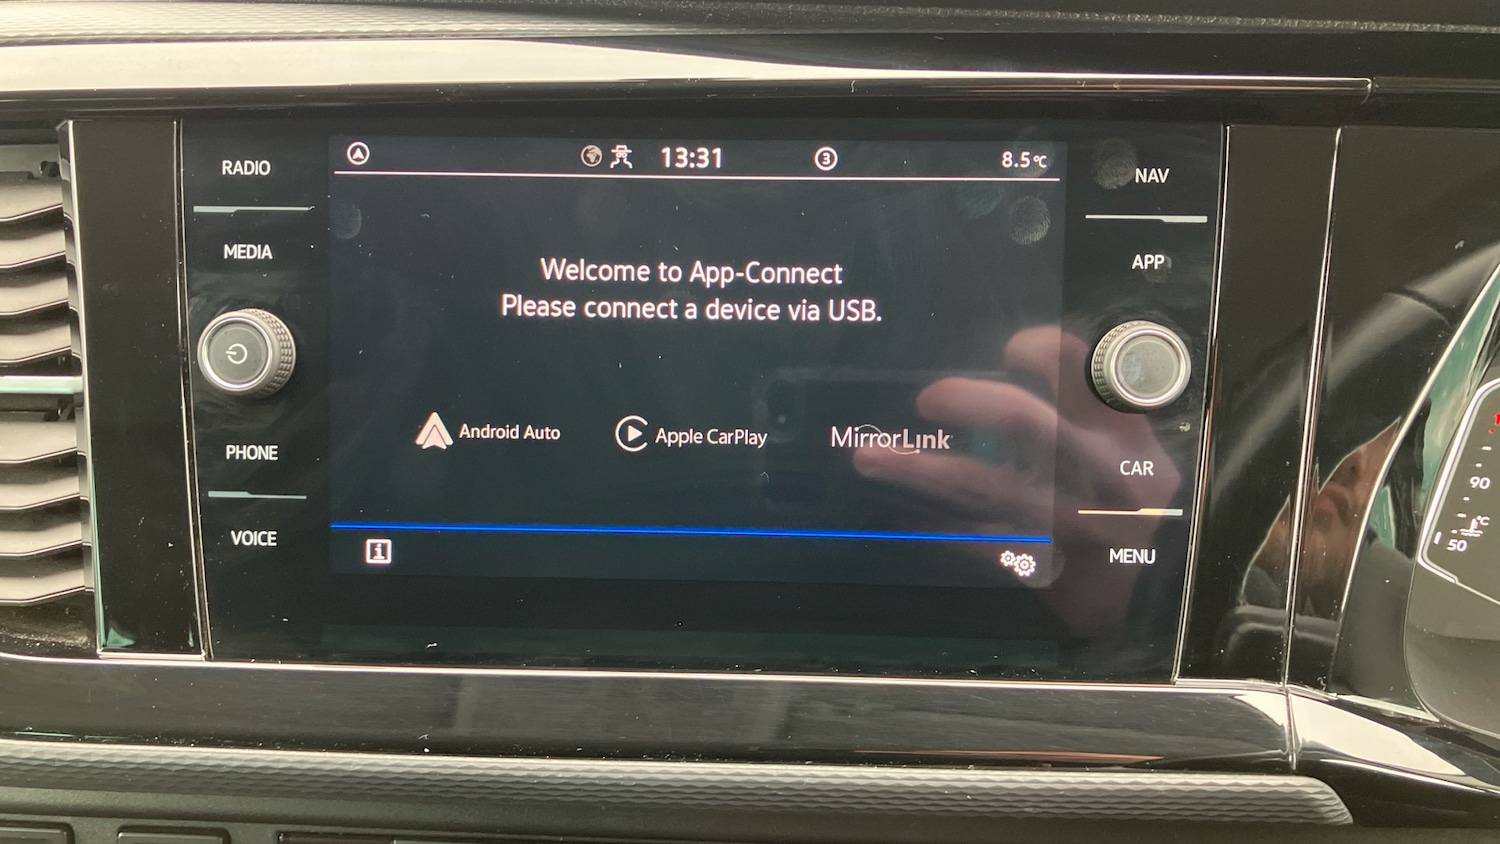 RADIO
MEDIA
PHONE
VOICE
13:31
3
8.5°C
Welcome to App-Connect
Please connect a device via USB.
Android Auto
Apple CarPlay
MirrorLink
i
NAV
APP
CAR
MENU
90
°C
50